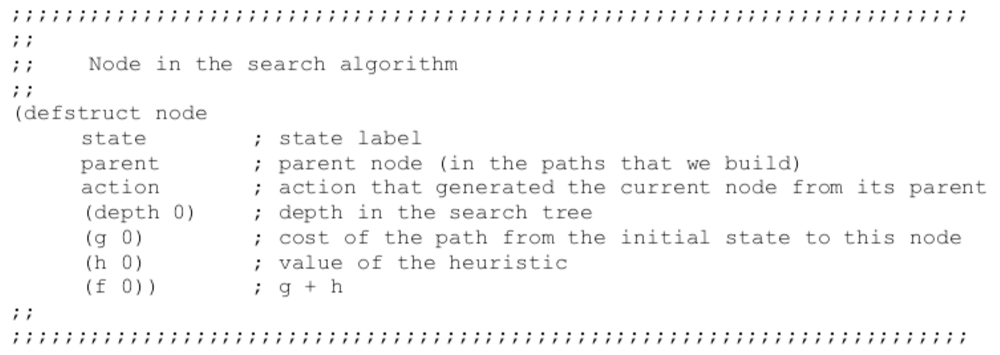 ;;;;;;;;;;;;;;;;;;;;;;;;;;;;;;;;;;;;;;;;;;;;;;;;;;;;;;;;;;;;;;;;;;;;;;;;;
;;
;;    Node in the search algorithm
;;
(defstruct node
     state        ; state label
     parent       ; parent node (in the paths that we build)
     action       ; action that generated the current node from its parent
     (depth 0)    ; depth in the search tree
     (g 0)        ; cost of the path from the initial state to this node
     (h 0)        ; value of the heuristic
     (f 0))       ; g + h
;;
;;;;;;;;;;;;;;;;;;;;;;;;;;;;;;;;;;;;;;;;;;;;;;;;;;;;;;;;;;;;;;;;;;;;;;;;;